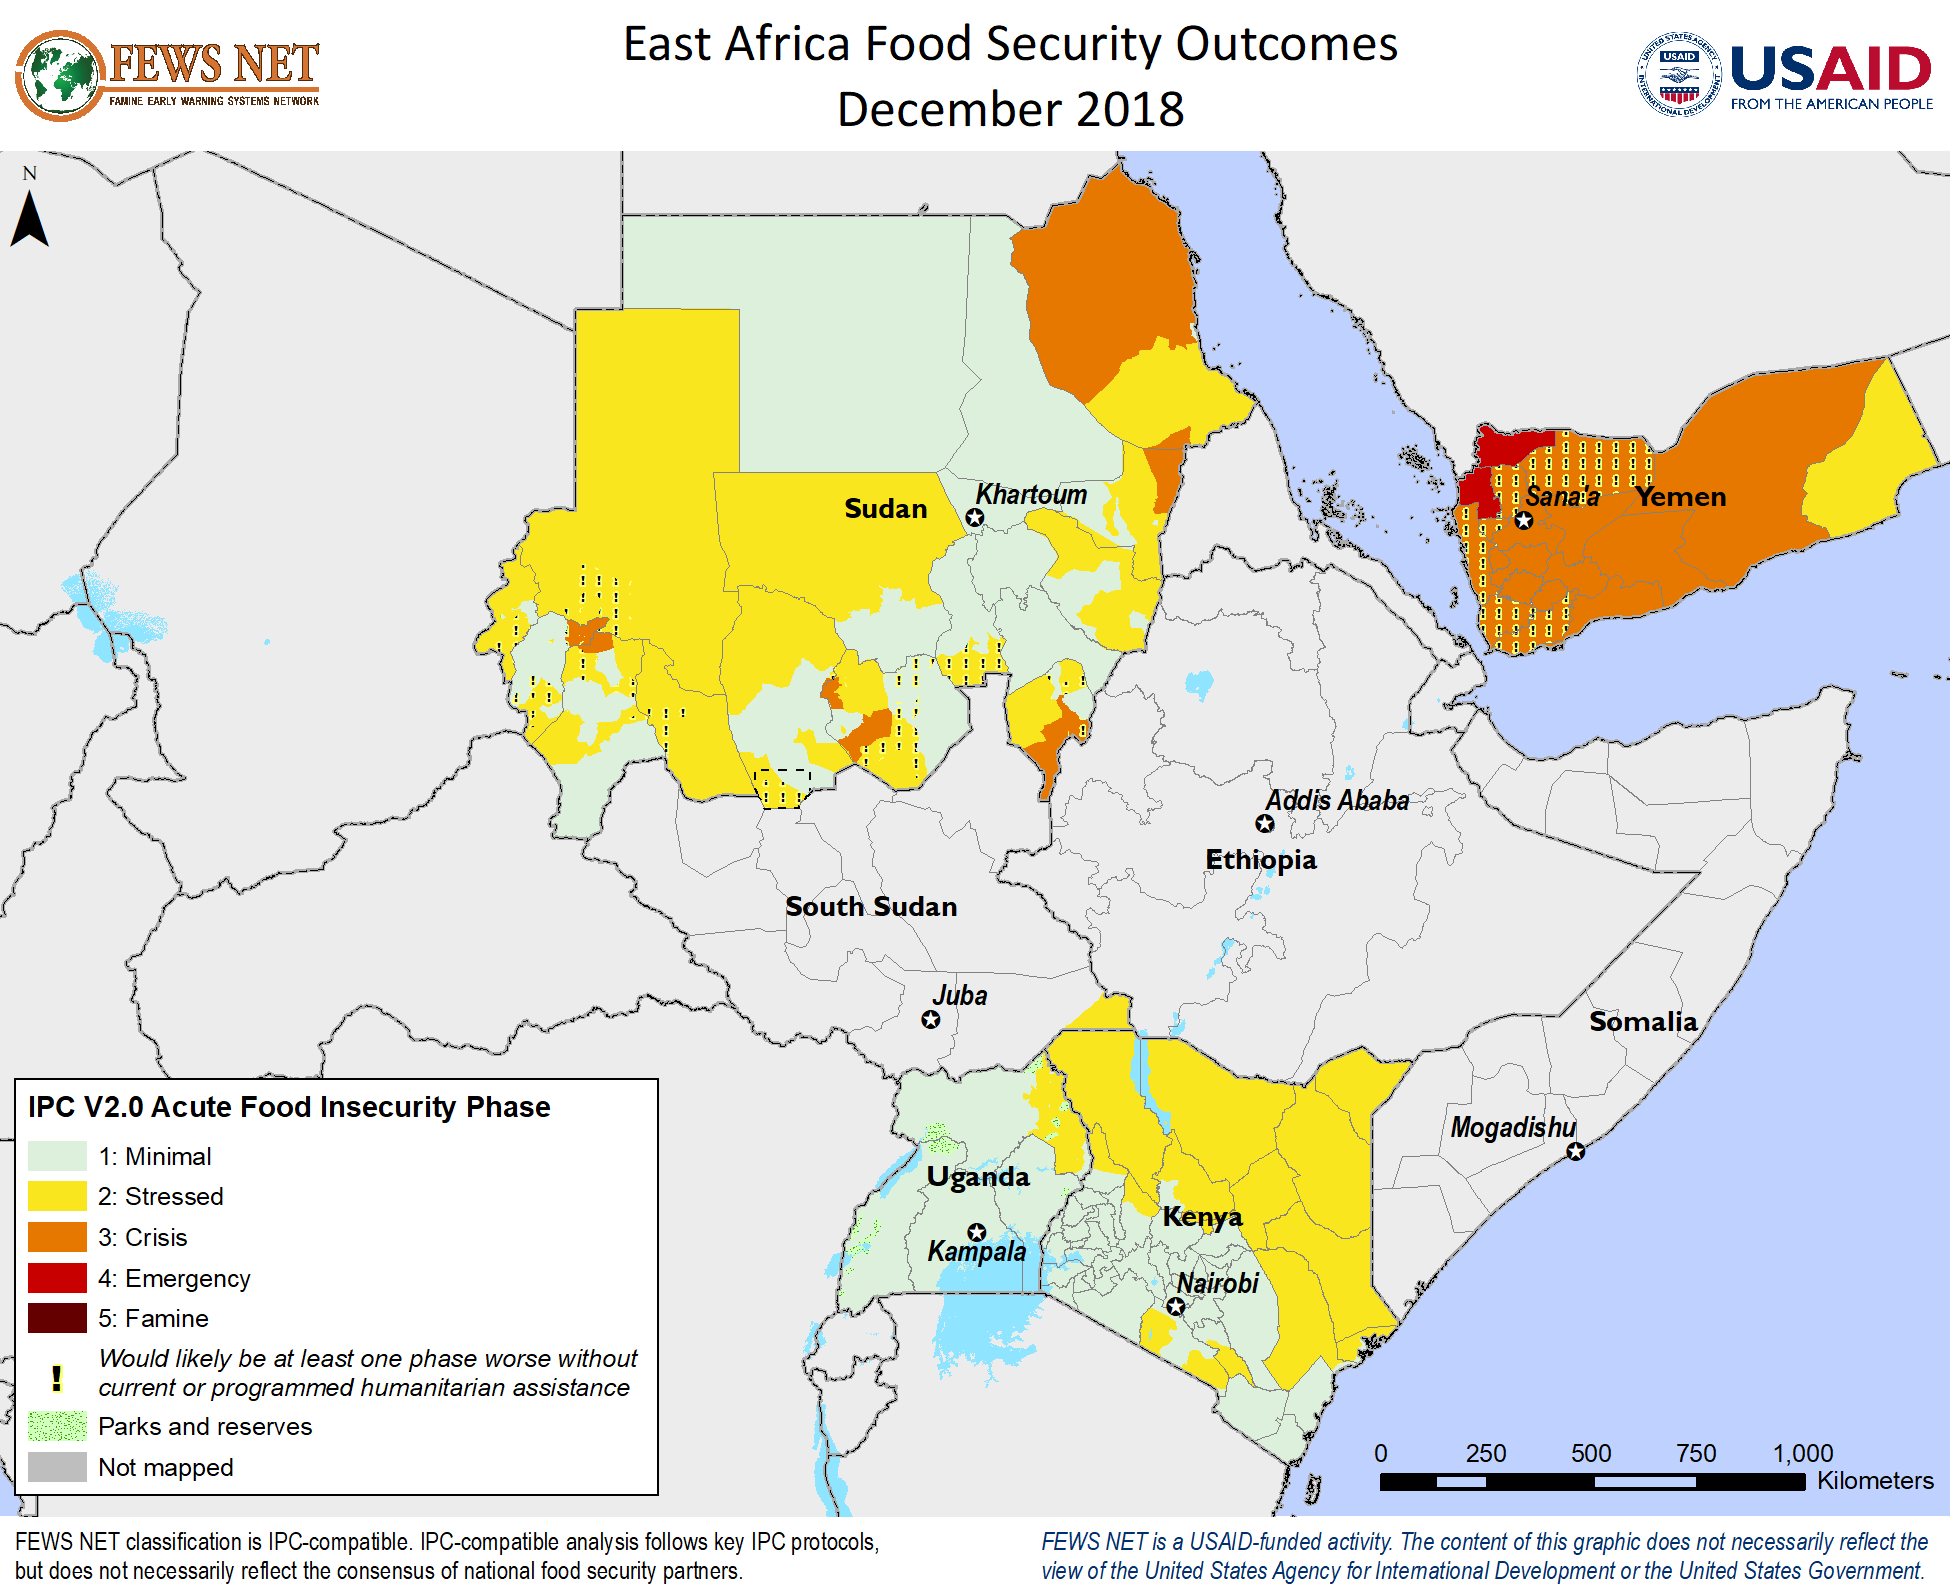 FEWS NET
FAMINE EARLY WARNING SYSTEMS NETWORK
East Africa Food Security Outcomes
December 2018
UNITED STATES AGENCY
USAID
INTERNATIONAL DEVELOPMENT
USAID
FROM THE AMERICAN PEOPLE
N
Sudan
Khartoum
Sana'a
Yemen
Addis Ababa
Ethiopia
South Sudan
Juba
Somalia
Mogadishu
Uganda
Kenya
Kampala
Nairobi
IPC V2.0 Acute Food Insecurity Phase
1: Minimal
2: Stressed
3: Crisis
4: Emergency
5: Famine
! Would likely be at least one phase worse without
current or programmed humanitarian assistance
Parks and reserves
Not mapped
0 250 500 750 1,000
Kilometers
FEWS NET classification is IPC-compatible. IPC-compatible analysis follows key IPC protocols,
but does not necessarily reflect the consensus of national food security partners.
FEWS NET is a USAID-funded activity. The content of this graphic does not necessarily reflect the
view of the United States Agency for International Development or the United States Government.